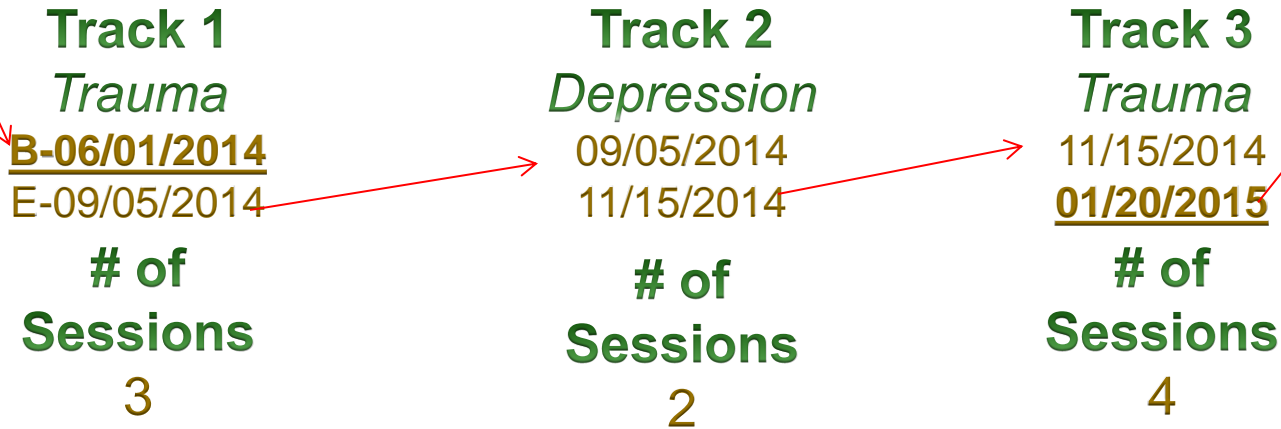 Track 1
Trauma
B-06/01/2014
E-09/05/2014
# of
Sessions
3
Track 2
Depression
09/05/2014
11/15/2014
# of
Sessions
2
Track 3
Trauma
11/15/2014
01/20/2015
# of
Sessions
4